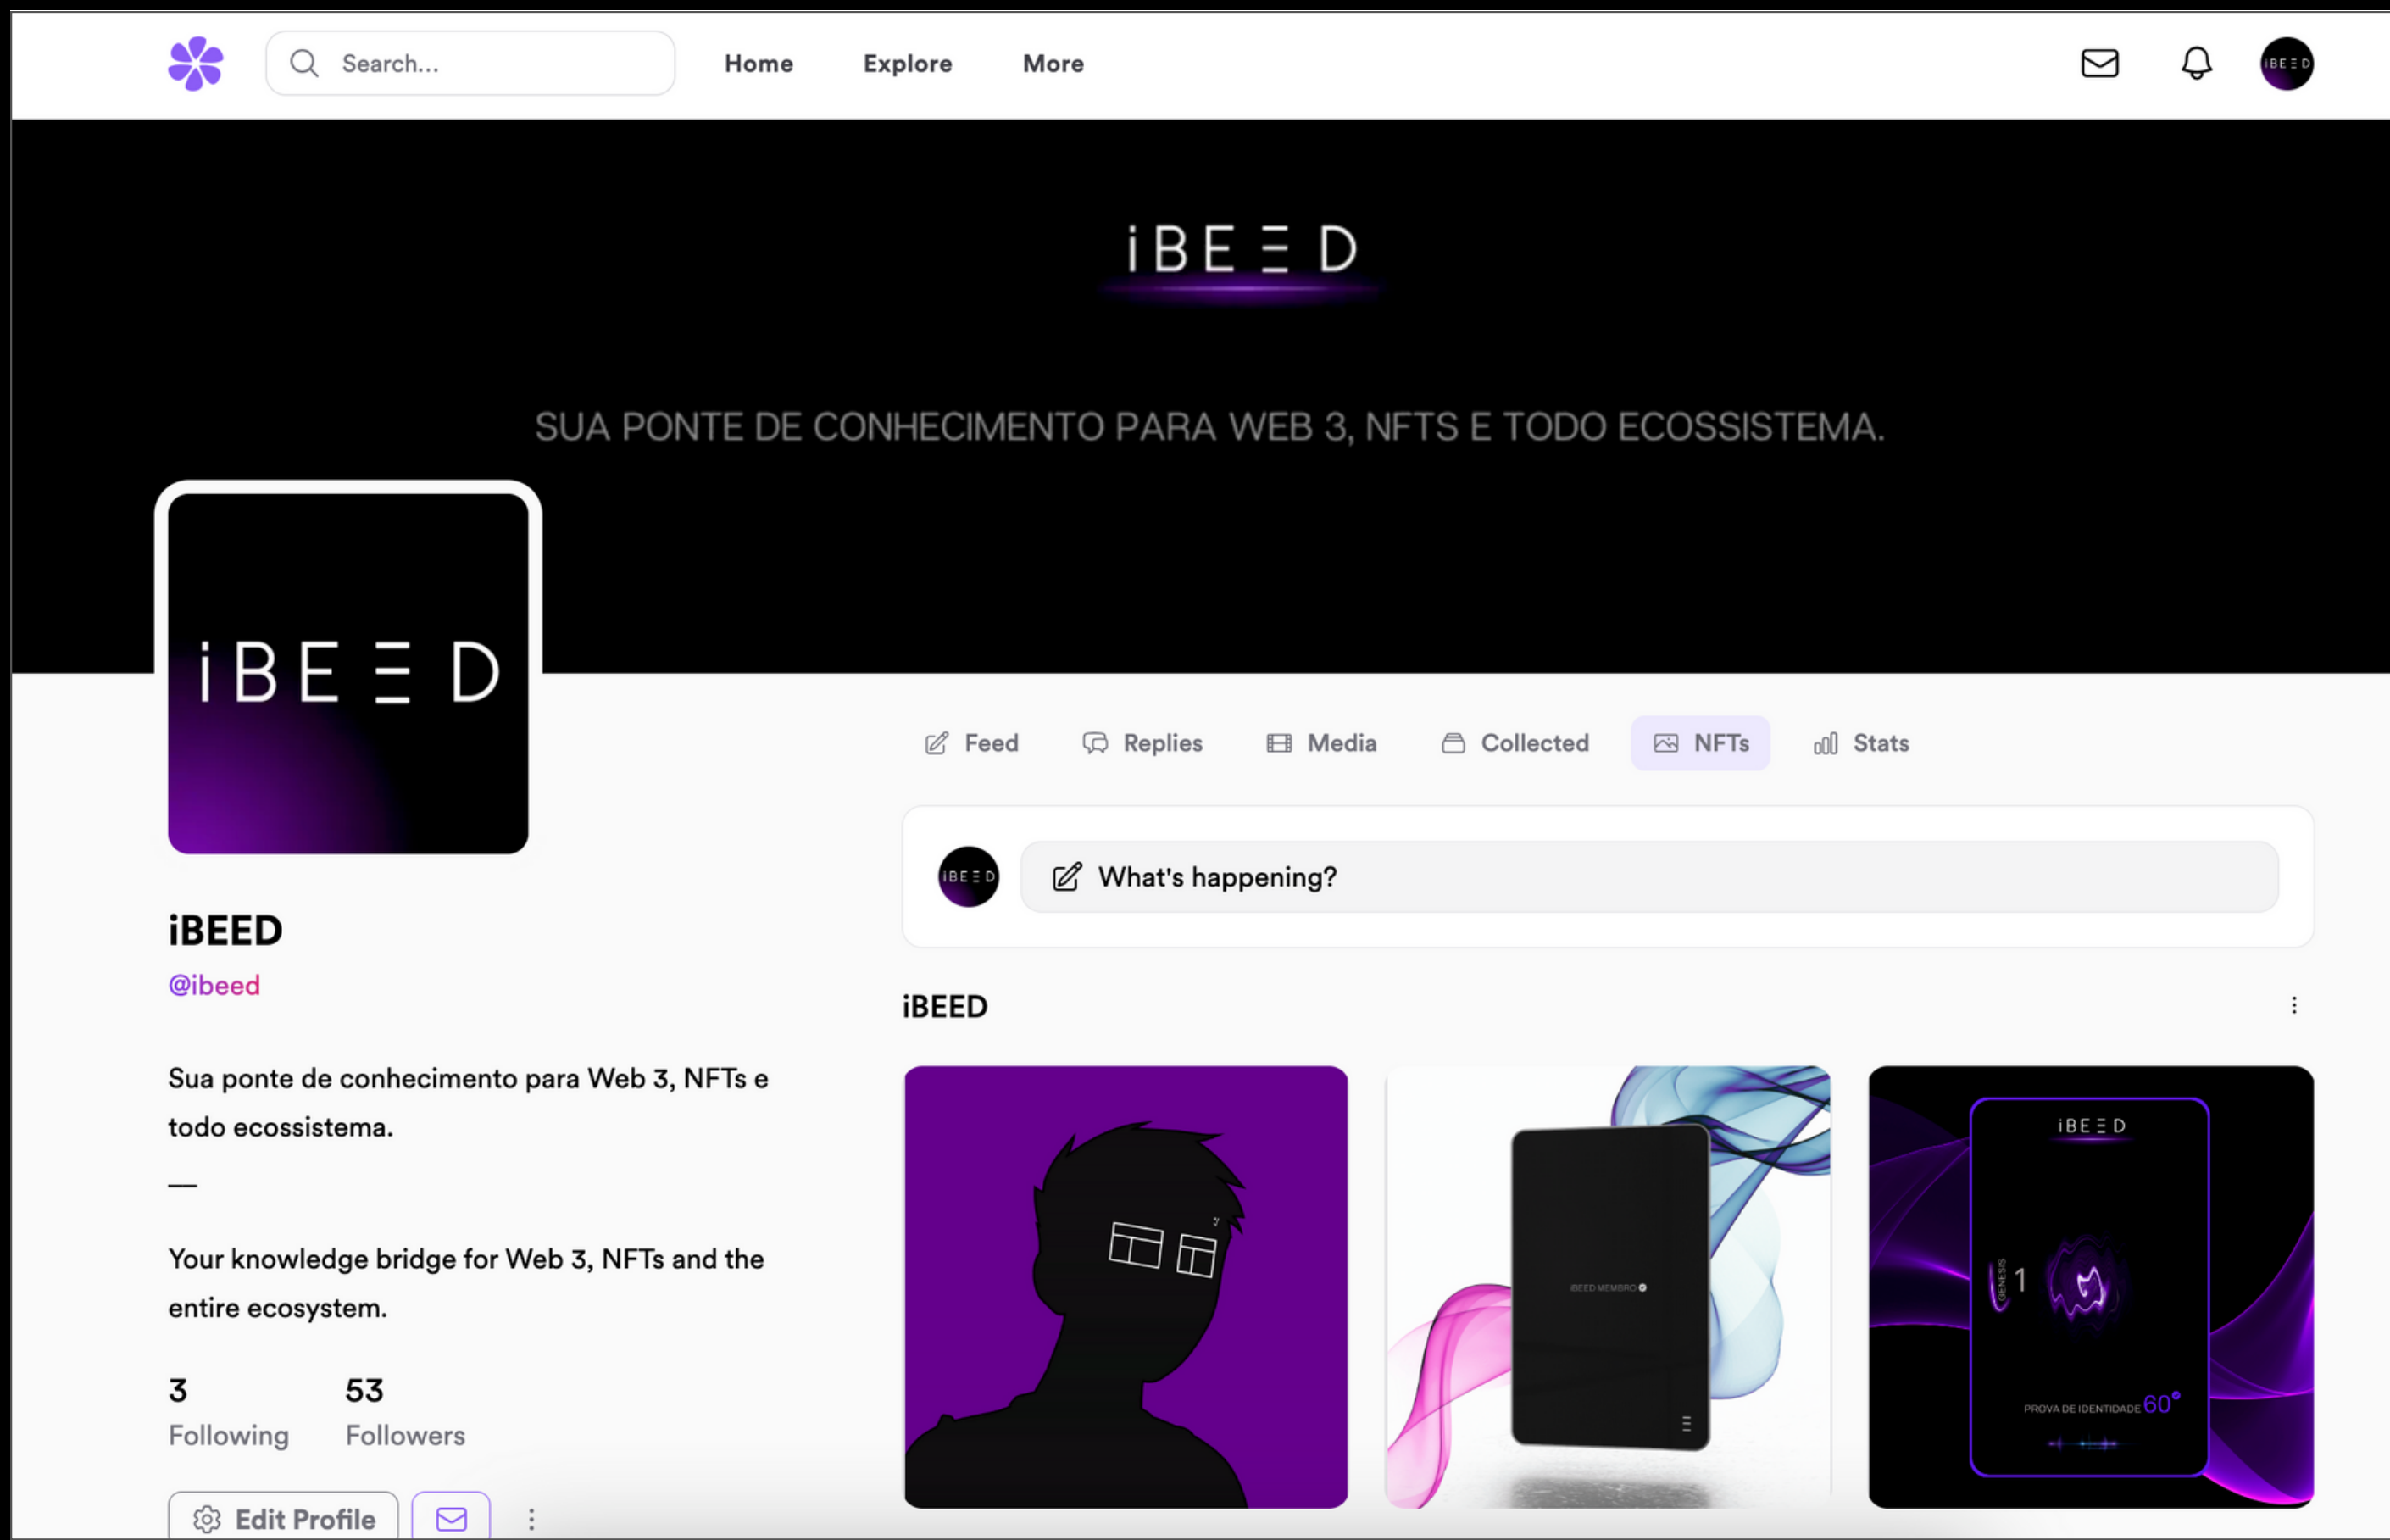 Search...
Home
Explore
More
iBEED
iBEED
SUA PONTE DE CONHECIMENTO PARA WEB 3, NFTS E TODO ECOSSISTEMA.
iBEED
Feed
Replies
Media
Collected
NFTs
Stats
iBEED
What's happening?
iBEED
@ibeed
Sua ponte de conhecimento para Web 3, NFTs e
todo ecossistema.
—
Your knowledge bridge for Web 3, NFTs and the
entire ecosystem.
3
Following
53
Followers
Edit Profile
iBEED
iBEED MEMBRO
iBEED
GENESIS
1
PROVA DE IDENTIDADE 60